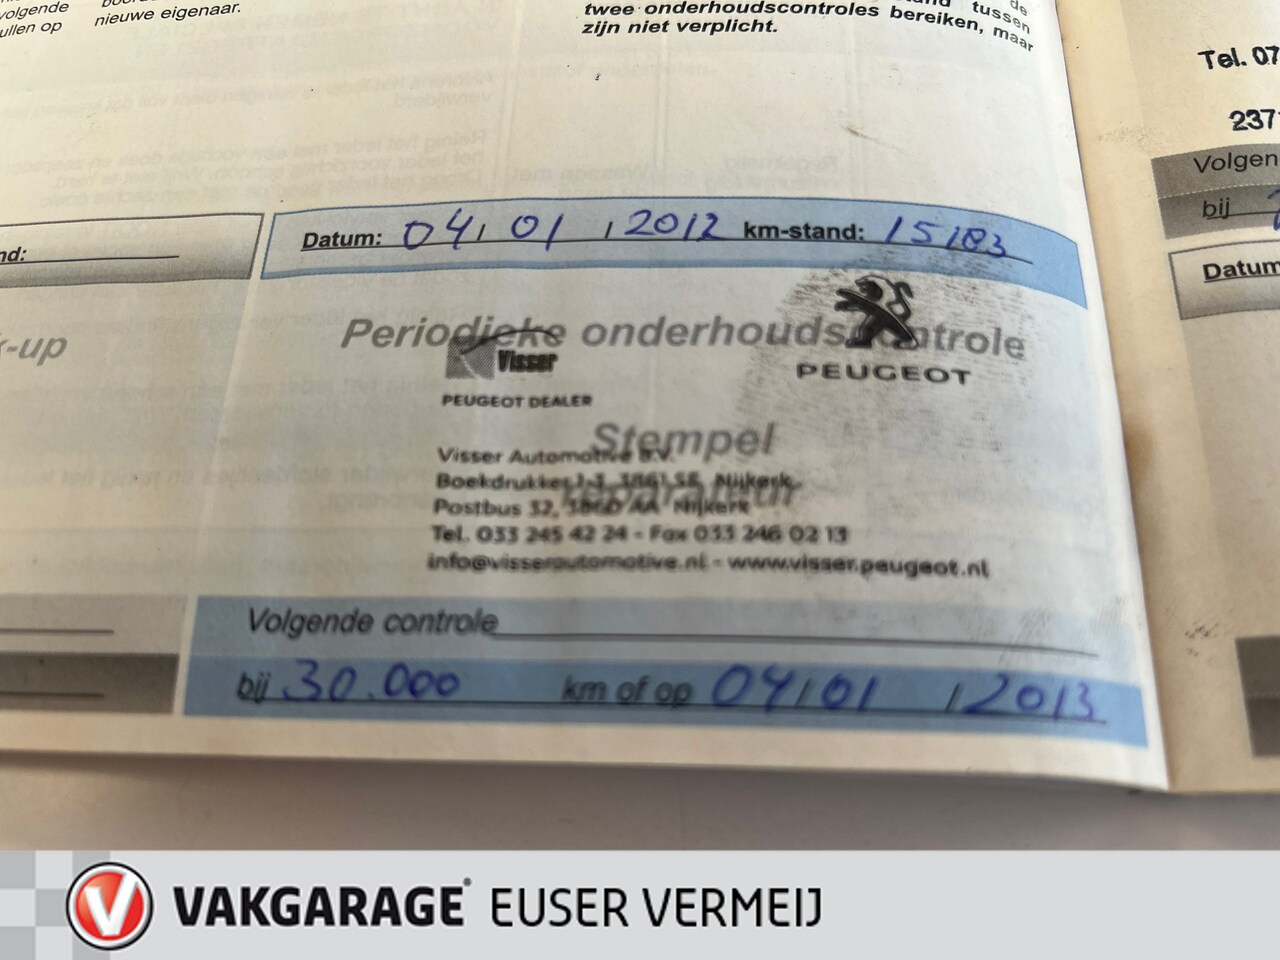 volgende
ullen op
nieuwe eigenaar.
de
tussen
twee onderhoudscontroles bereiken, maar
zijn niet verplicht.
Tel. 07
237
Volgen
bij
Datum
nd:
Datum: 04/01/2012 km-stand: 15183
Periodieke onderhoudscontrole
-up
Visser
PEUGEOT DEALER
PEUGEOT
Stempel
reparateur
Visser Automotive B.V.
Boekdrukker 1-3, 3861 SE Nijkerk
Postbus 32, 3860 AA Nijkerk
Tel. 033 245 42 24 - Fax 033 246 02 13
info@visserautomotive.nl - www.visser.peugeot.nl
Volgende controle
bij 30.000 km of op 04/01/2013
VAKGARAGE EUSER VERMEIJ